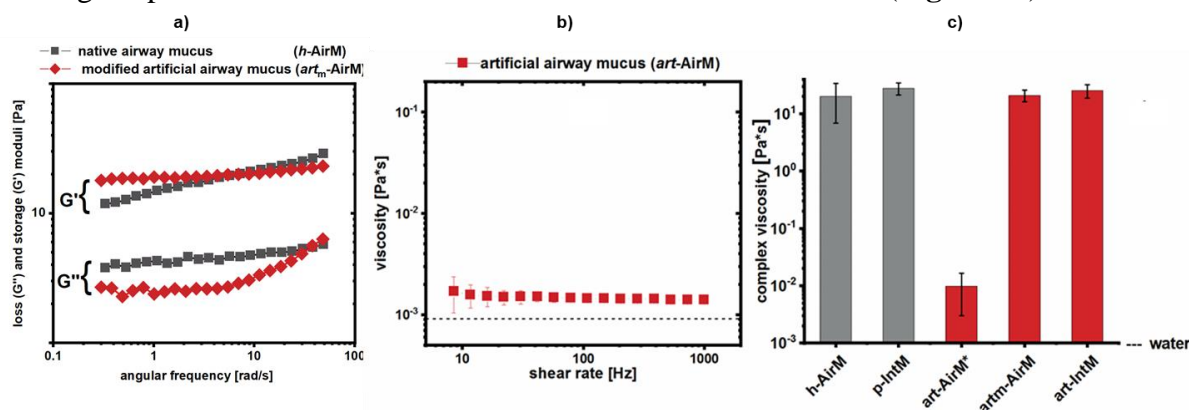 a)
native airway mucus (h-AirM)
modified artificial airway mucus (artm-AirM)
loss (G'') and storage (G') moduli [Pa]
10
G'{
G''{
0.1 1 10 100
angular frequency [rad/s]
b)
artificial airway mucus (art-AirM)
viscosity [Pa*s]
10-1
10-2
10-3
10 100 1000
shear rate [Hz]
c)
complex viscosity [Pa*s]
101
100
10-1
10-2
10-3
--- water
h-AirM p-IntM art-AirM* artm-AirM art-IntM